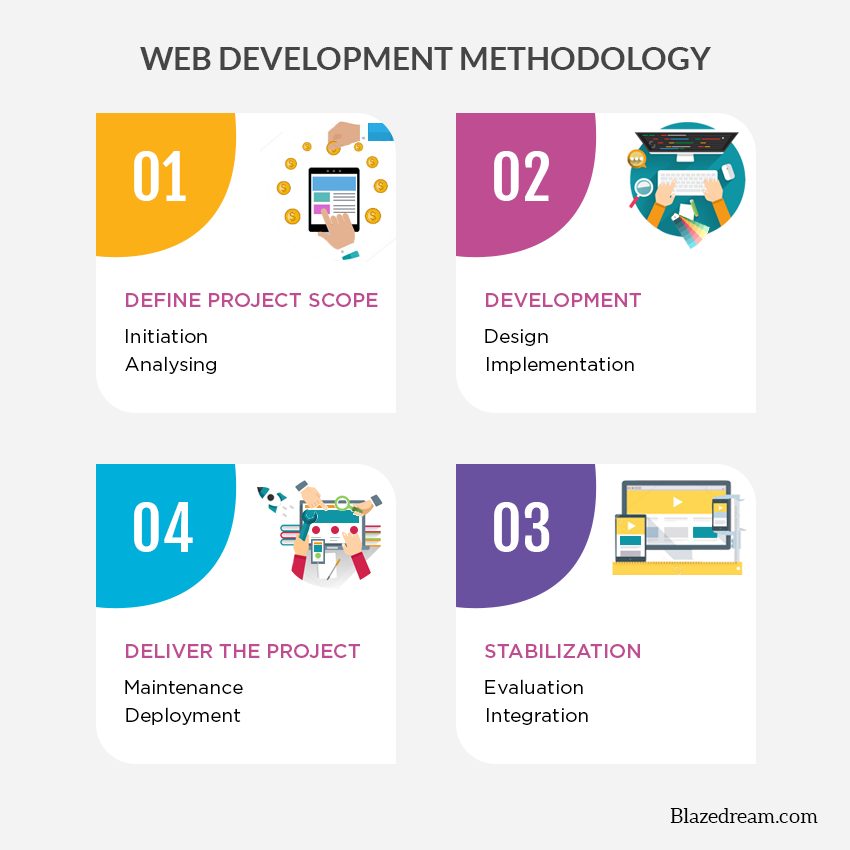 WEB DEVELOPMENT METHODOLOGY
01
DEFINE PROJECT SCOPE
Initiation
Analysing
02
DEVELOPMENT
Design
Implementation
04
DELIVER THE PROJECT
Maintenance
Deployment
03
STABILIZATION
Evaluation
Integration
Blazedream.com